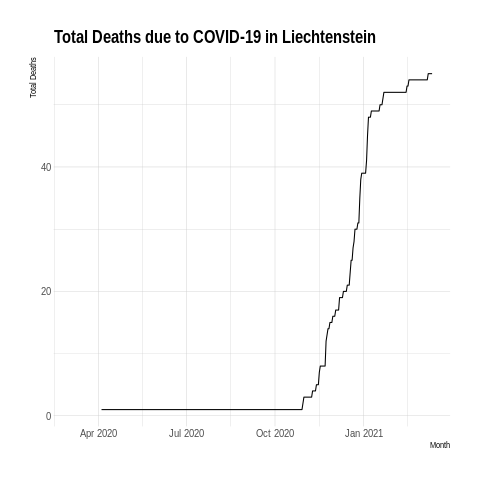 Total Deaths due to COVID-19 in Liechtenstein
Total Deaths
40
20
0
Apr 2020 Jul 2020 Oct 2020 Jan 2021
Month